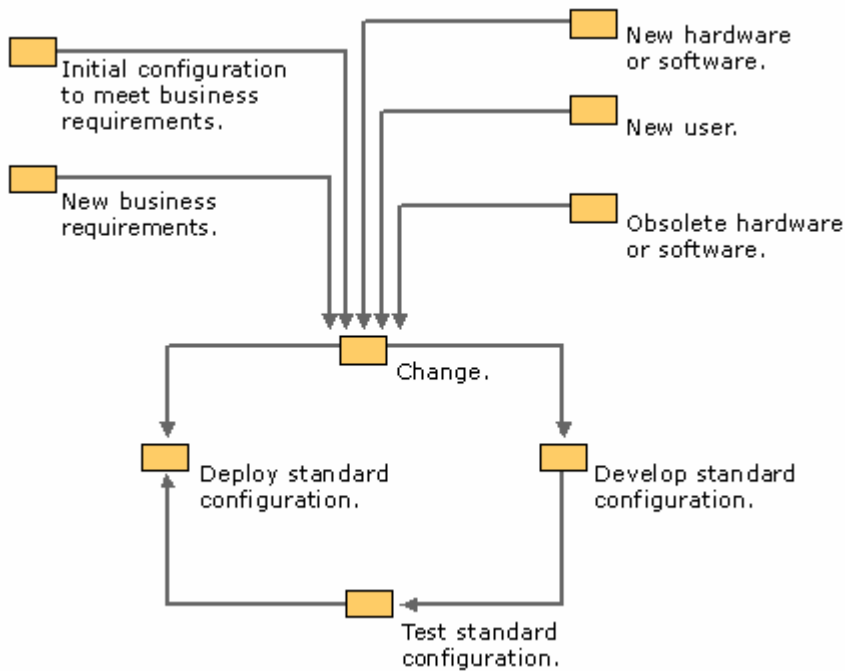 Initial configuration
to meet business
requirements.
New business
requirements.
New hardware
or software.
New user.
Obsolete hardware
or software.
Change.
Deploy standard
configuration.
Develop standard
configuration.
Test standard
configuration.